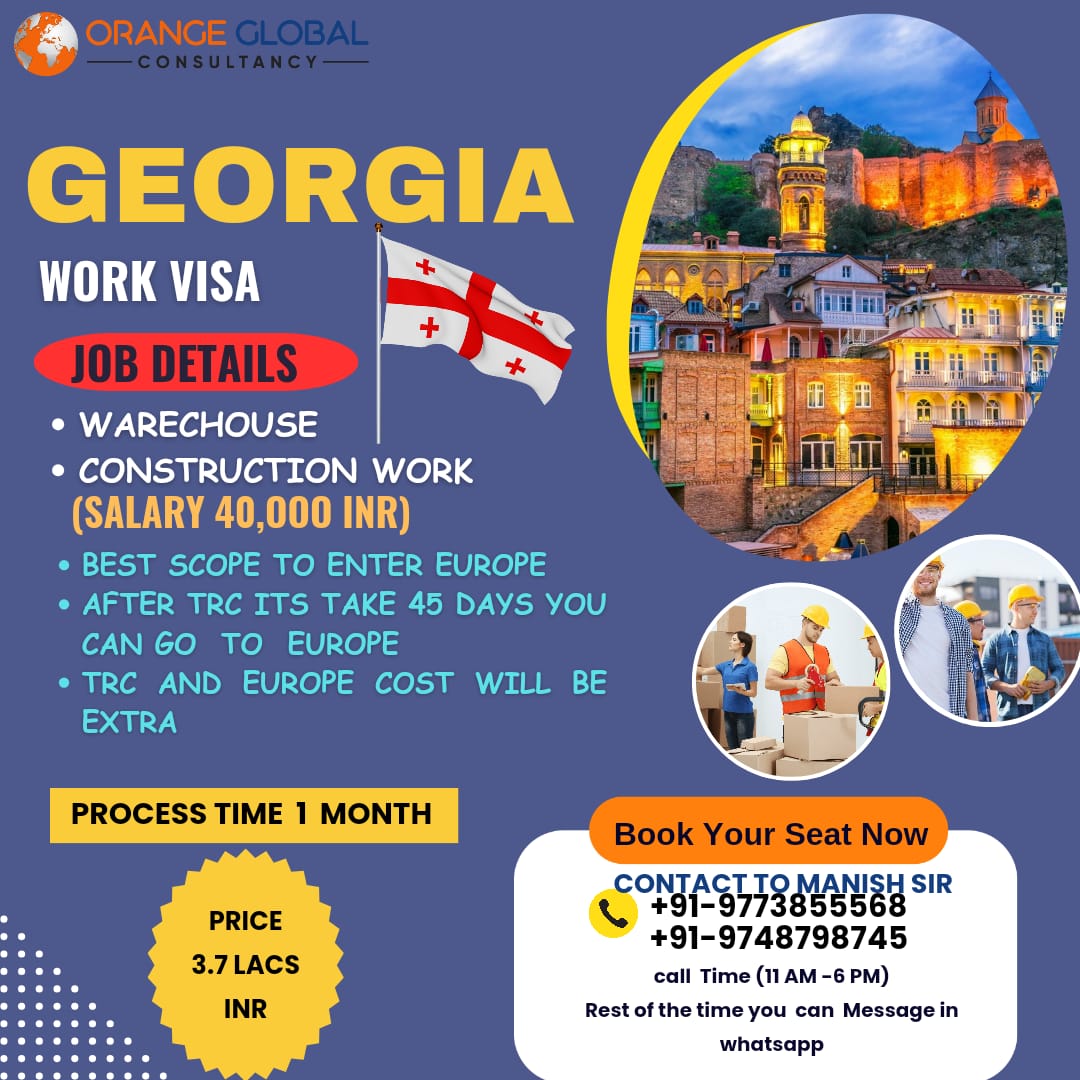 ORANGE GLOBAL
CONSULTANCY
GEORGIA
WORK VISA
JOB DETAILS
• WARECHOUSE
• CONSTRUCTION WORK
(SALARY 40,000 INR)
• BEST SCOPE TO ENTER EUROPE
• AFTER TRC ITS TAKE 45 DAYS YOU
CAN GO TO EUROPE
• TRC AND EUROPE COST WILL BE
EXTRA
PROCESS TIME 1 MONTH
PRICE
3.7 LACS
INR
Book Your Seat Now
CONTACT TO MANISH SIR
+91-9773855568
+91-9748798745
call Time (11 AM -6 PM)
Rest of the time you can Message in
whatsapp